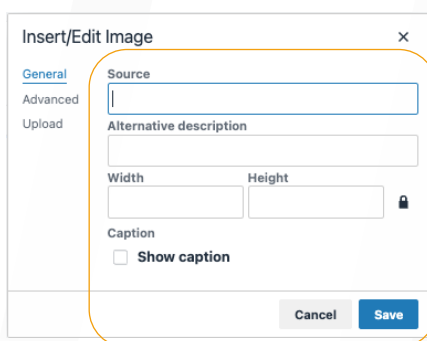 Insert/Edit Image
General
Advanced
Upload
Source
Alternative description
Width Height
Caption
Show caption
Cancel Save